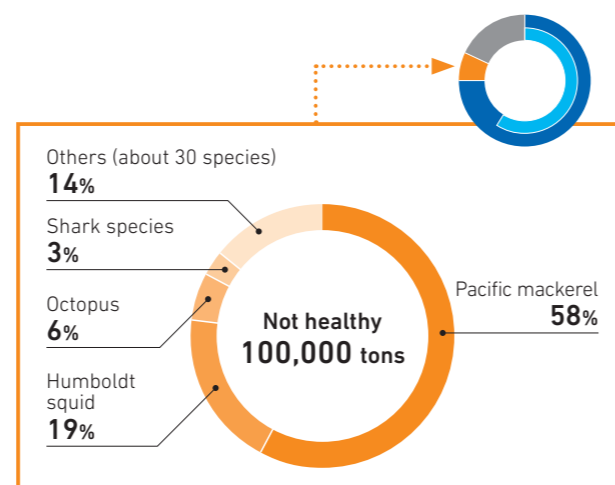 Others (about 30 species)
14%
Shark species
3%
Octopus
6%
Humboldt
squid
19%
Not healthy
100,000 tons
Pacific mackerel
58%